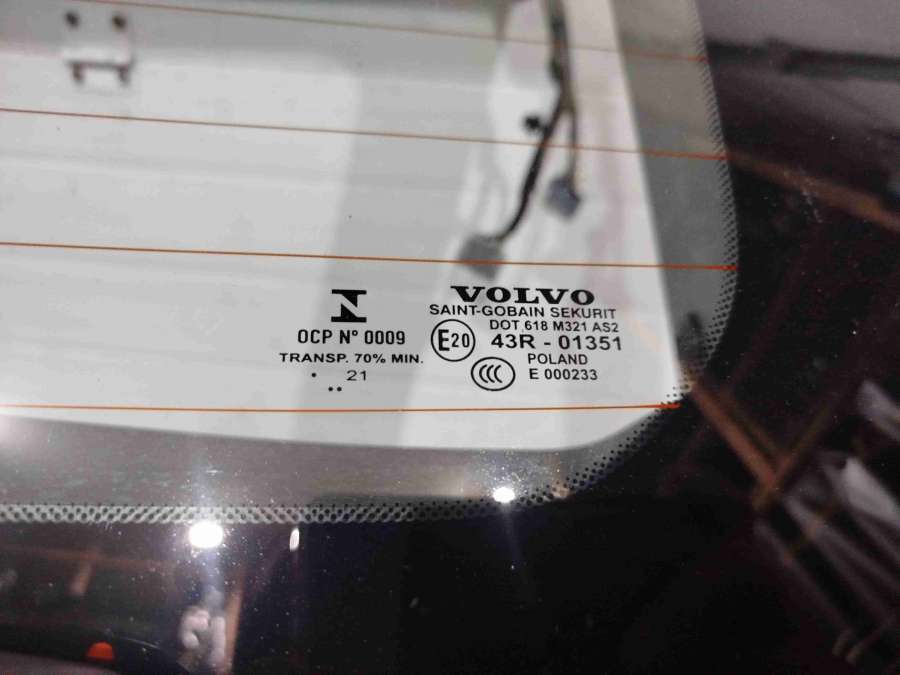 N
OCP Nº 0009
TRANSP. 70% MIN.
. 21
..
VOLVO
SAINT-GOBAIN SEKURIT
DOT 618 M321 AS2
E20 43R - 01351
POLAND
CCC E 000233